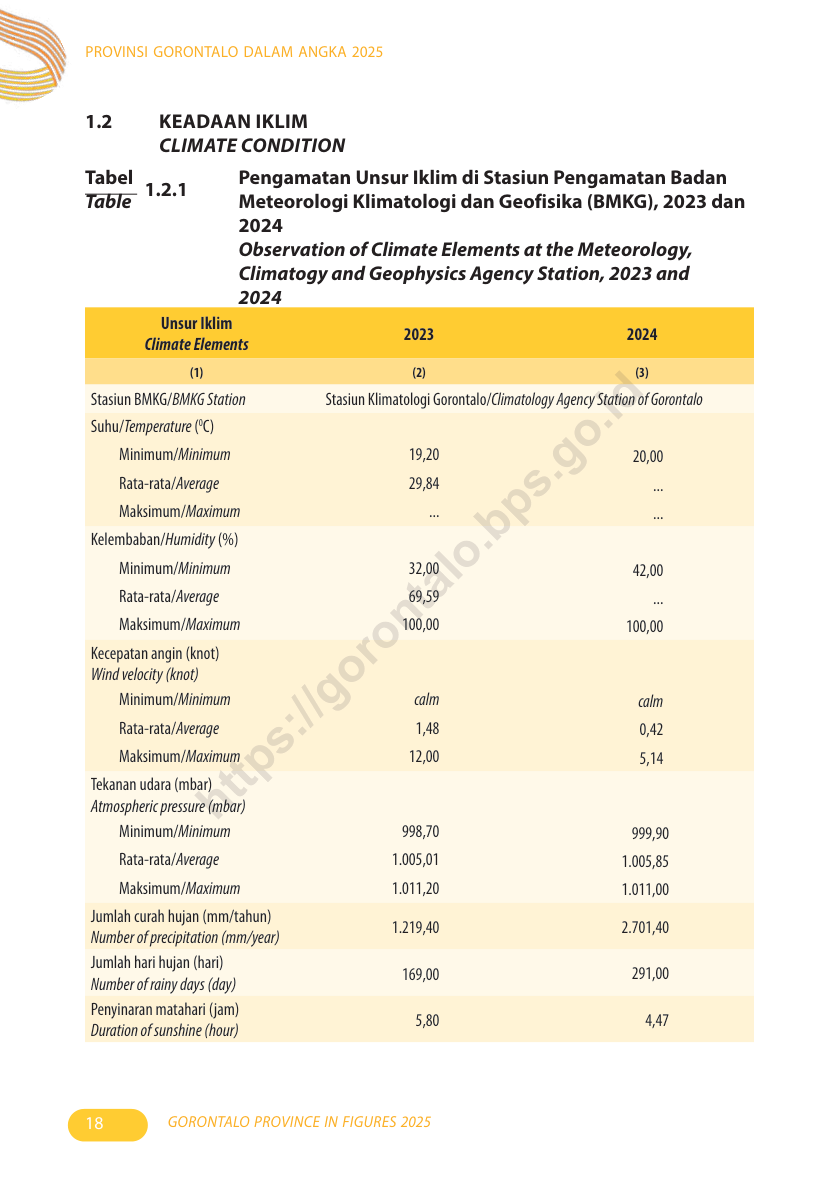 PROVINSI GORONTALO DALAM ANGKA 2025
1.2 KEADAAN IKLIM
CLIMATE CONDITION
Tabel
Table 1.2.1
Pengamatan Unsur Iklim di Stasiun Pengamatan Badan
Meteorologi Klimatologi dan Geofisika (BMKG), 2023 dan
2024
Observation of Climate Elements at the Meteorology,
Climatogy and Geophysics Agency Station, 2023 and
2024
Unsur Iklim
Climate Elements 2023 2024
(1) (2) (3)
Stasiun BMKG/BMKG Station Stasiun Klimatologi Gorontalo/Climatology Agency Station of Gorontalo
Suhu/Temperature (⁰C)
Minimum/Minimum 19,20 20,00
Rata-rata/Average 29,84 ...
Maksimum/Maximum ... ...
Kelembaban/Humidity (%)
Minimum/Minimum 32,00 42,00
Rata-rata/Average 69,59 ...
Maksimum/Maximum 100,00 100,00
Kecepatan angin (knot)
Wind velocity (knot)
Minimum/Minimum calm calm
Rata-rata/Average 1,48 0,42
Maksimum/Maximum 12,00 5,14
Tekanan udara (mbar)
Atmospheric pressure (mbar)
Minimum/Minimum 998,70 999,90
Rata-rata/Average 1.005,01 1.005,85
Maksimum/Maximum 1.011,20 1.011,00
Jumlah curah hujan (mm/tahun)
Number of precipitation (mm/year) 1.219,40 2.701,40
Jumlah hari hujan (hari)
Number of rainy days (day) 169,00 291,00
Penyinaran matahari (jam)
Duration of sunshine (hour) 5,80 4,47
https://gorontalo.bps.go.id
18 GORONTALO PROVINCE IN FIGURES 2025